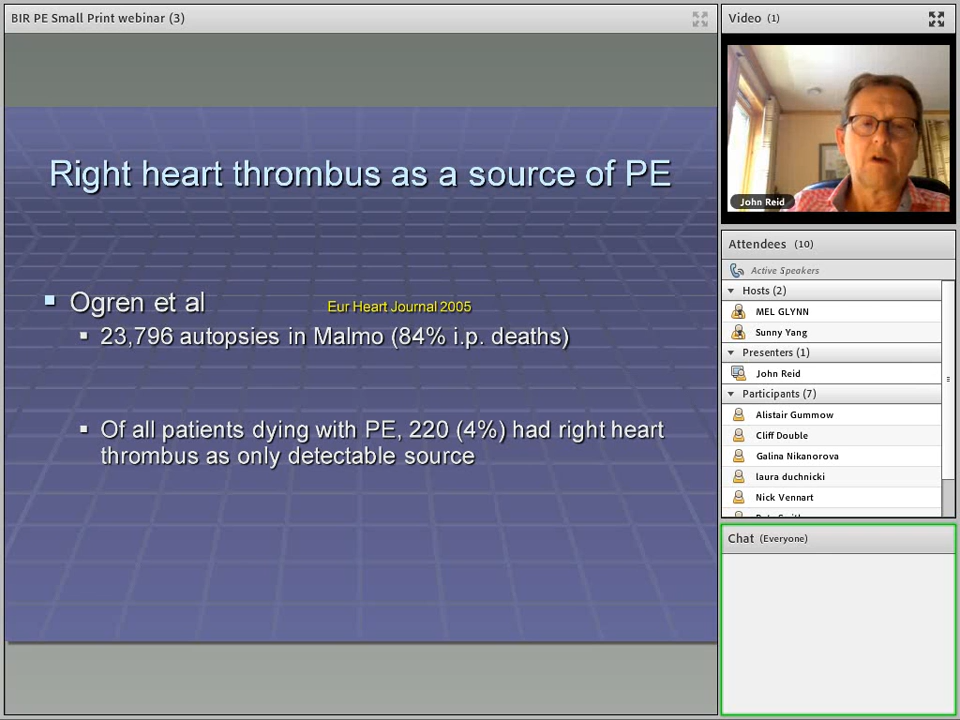 BIR PE Small Print webinar (3)
Right heart thrombus as a source of PE
Ogren et al
Eur Heart Journal 2005
23,796 autopsies in Malmo (84% i.p. deaths)
Of all patients dying with PE, 220 (4%) had right heart
thrombus as only detectable source
Video (1)
John Reid
Attendees (10)
Active Speakers
Hosts (2)
MEL GLYNN
Sunny Yang
Presenters (1)
John Reid
Participants (7)
Alistair Gummow
Cliff Double
Galina Nikanorova
laura duchnicki
Nick Vennart
Chat (Everyone)